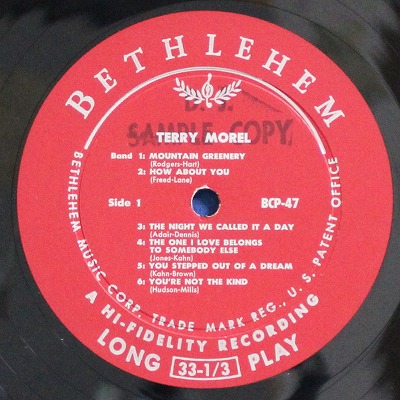 BETHLEHEM
D.J.
SAMPLE COPY
TERRY MOREL
Band 1: MOUNTAIN GREENERY
(Rodgers-Hart)
2: HOW ABOUT YOU
(Freed-Lane)
Side 1
BCP-47
3: THE NIGHT WE CALLED IT A DAY
(Adair-Dennis)
4: THE ONE I LOVE BELONGS
TO SOMEBODY ELSE
(Jones-Kahn)
5: YOU STEPPED OUT OF A DREAM
(Kahn-Brown)
6: YOU'RE NOT THE KIND
(Hudson-Mills)
BETHLEHEM MUSIC CORP. TRADE MARK REG., U. S. PATENT OFFICE
A HI-FIDELITY RECORDING
LONG 33-1/3 PLAY